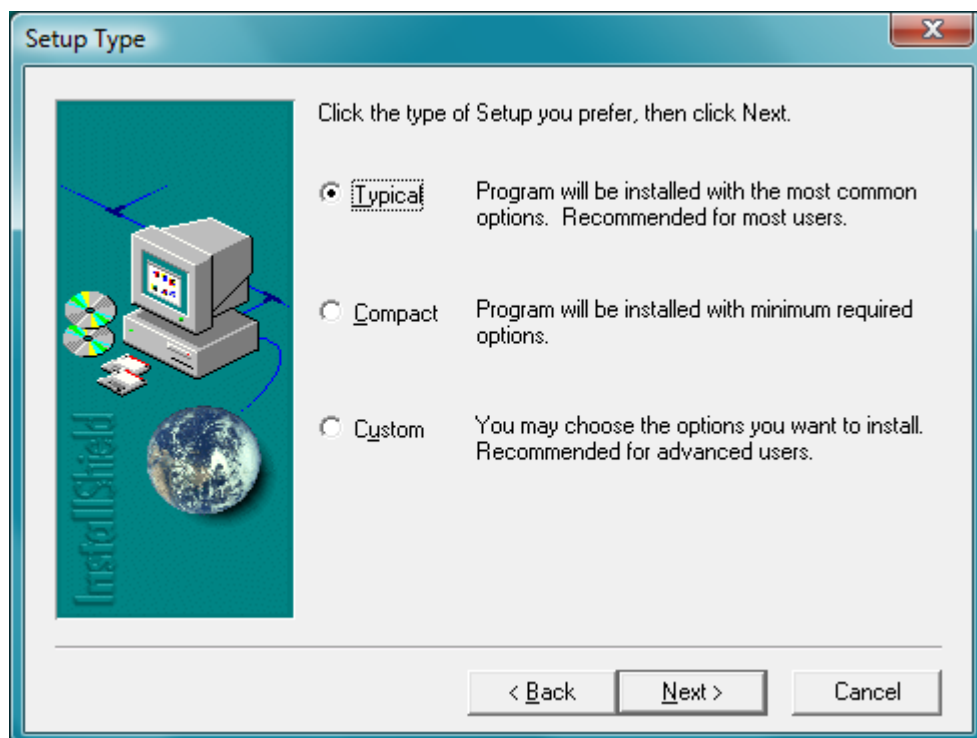 Setup Type
Click the type of Setup you prefer, then click Next.
Typical
Program will be installed with the most common
options.  Recommended for most users.
Compact
Program will be installed with minimum required
options.
Custom
You may choose the options you want to install.
Recommended for advanced users.
InstallShield
< Back
Next >
Cancel